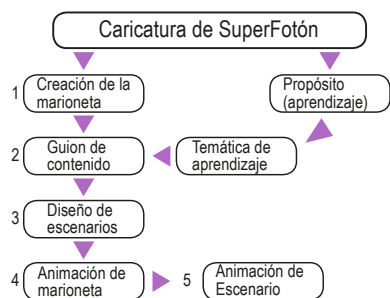 Caricatura de SuperFotón
1 Creación de la
marioneta
Propósito
(aprendizaje)
2 Guion de
contenido
Temática de
aprendizaje
3 Diseño de
escenarios
4 Animación de
marioneta
5 Animación de
Escenario